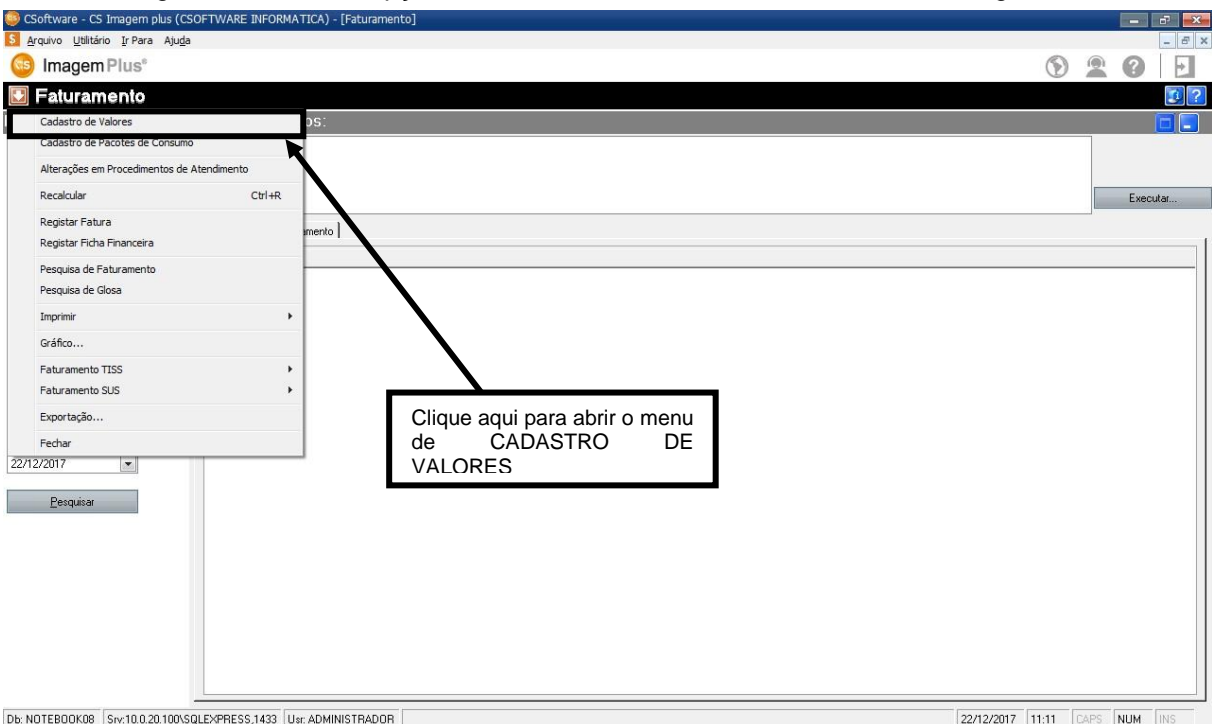 CSoftware - CS Imagem plus (CSOFTWARE INFORMATICA) - [Faturamento]
Arquivo Utilitário Ir Para Ajuda
cs ImagemPlus®
Faturamento
os:
Cadastro de Valores
Cadastro de Pacotes de Consumo
Alterações em Procedimentos de Atendimento
Recalcular Ctrl+R
Executar...
Registar Fatura
amento
Registar Ficha Financeira
Pesquisa de Faturamento
Pesquisa de Glosa
Imprimir
Gráfico...
Faturamento TISS
Faturamento SUS
Exportação...
Fechar
Clique aqui para abrir o menu
de CADASTRO DE
VALORES
22/12/2017
Pesquisar
Db: NOTEBOOK08 Srv:10.0.20.100\SQLEXPRESS,1433 Usr: ADMINISTRADOR 22/12/2017 11:11 CAPS NUM INS